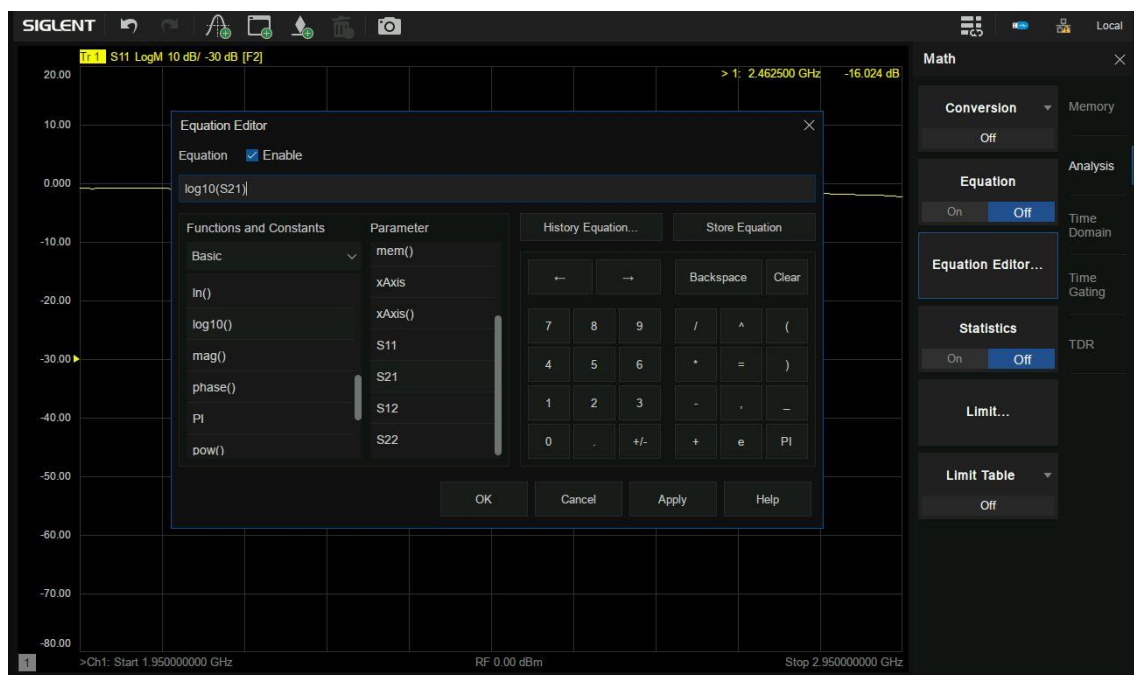 SIGLENT
Local
Tr 1 S11 LogM 10 dB/ -30 dB [F2]
> 1: 2.462500 GHz -16.024 dB
20.00
10.00
0.000
-10.00
-20.00
-30.00
-40.00
-50.00
-60.00
-70.00
-80.00
Equation Editor
Equation Enable
log10(S21)
Functions and Constants
Basic
ln()
log10()
mag()
phase()
PI
pow()
Parameter
mem()
xAxis
xAxis()
S11
S21
S12
S22
History Equation... Store Equation
← → Backspace Clear
7 8 9 / ^ (
4 5 6 * = )
1 2 3 - , _
0 . +/- + e PI
OK Cancel Apply Help
Math
Conversion
Off
Equation
On Off
Equation Editor...
Statistics
On Off
Limit...
Limit Table
Off
Memory
Analysis
Time
Domain
Time
Gating
TDR
1 >Ch1: Start 1.950000000 GHz RF 0.00 dBm Stop 2.950000000 GHz